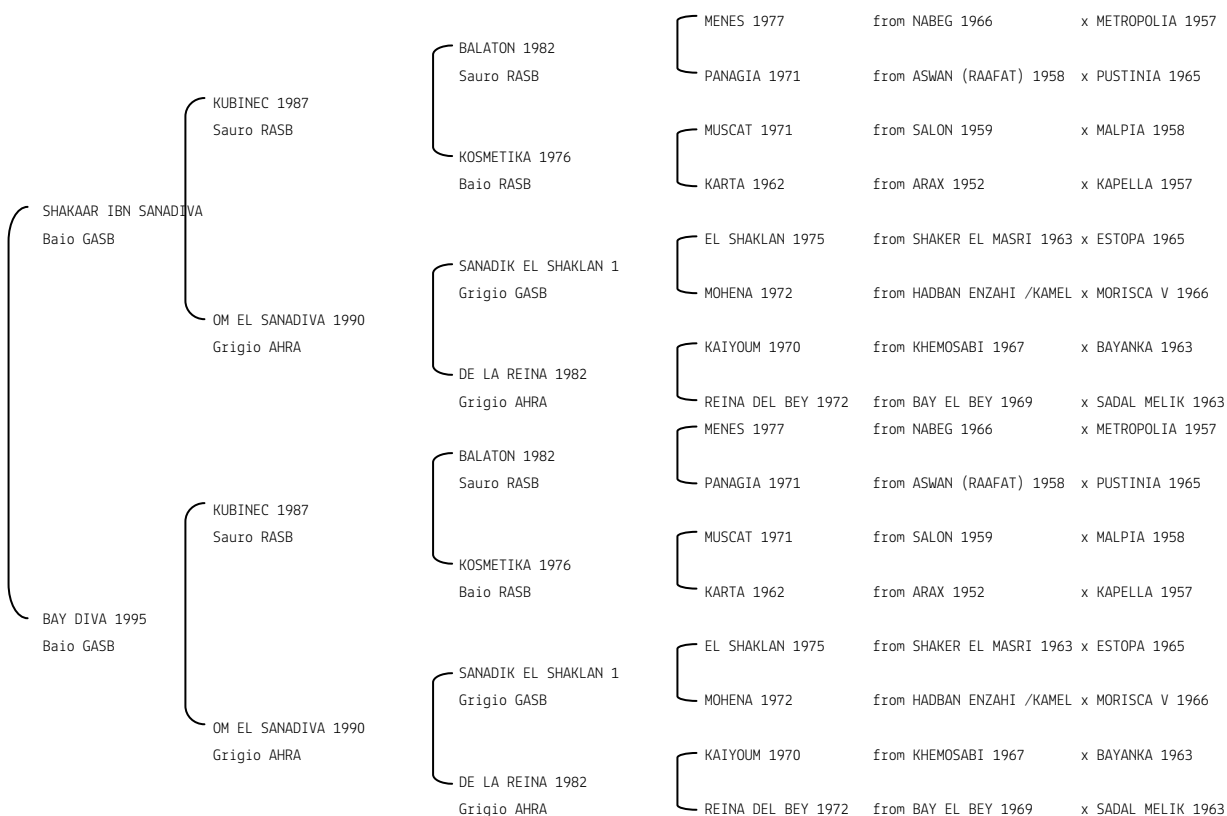 MENES 1977 from NABEG 1966 x METROPOLIA 1957
BALATON 1982
Sauro RASB PANAGIA 1971 from ASWAN (RAAFAT) 1958 x PUSTINIA 1965
KUBINEC 1987
Sauro RASB MUSCAT 1971 from SALON 1959 x MALPIA 1958
KOSMETIKA 1976
Baio RASB KARTA 1962 from ARAX 1952 x KAPELLA 1957
SHAKAAR IBN SANADIVA
Baio GASB EL SHAKLAN 1975 from SHAKER EL MASRI 1963 x ESTOPA 1965
SANADIK EL SHAKLAN 1
Grigio GASB MOHENA 1972 from HADBAN ENZAHI /KAMEL x MORISCA V 1966
OM EL SANADIVA 1990
Grigio AHRA KAIYOUM 1970 from KHEMOSABI 1967 x BAYANKA 1963
DE LA REINA 1982
Grigio AHRA REINA DEL BEY 1972 from BAY EL BEY 1969 x SADAL MELIK 1963
MENES 1977 from NABEG 1966 x METROPOLIA 1957
BALATON 1982
Sauro RASB PANAGIA 1971 from ASWAN (RAAFAT) 1958 x PUSTINIA 1965
KUBINEC 1987
Sauro RASB MUSCAT 1971 from SALON 1959 x MALPIA 1958
KOSMETIKA 1976
Baio RASB KARTA 1962 from ARAX 1952 x KAPELLA 1957
BAY DIVA 1995
Baio GASB EL SHAKLAN 1975 from SHAKER EL MASRI 1963 x ESTOPA 1965
SANADIK EL SHAKLAN 1
Grigio GASB MOHENA 1972 from HADBAN ENZAHI /KAMEL x MORISCA V 1966
OM EL SANADIVA 1990
Grigio AHRA KAIYOUM 1970 from KHEMOSABI 1967 x BAYANKA 1963
DE LA REINA 1982
Grigio AHRA REINA DEL BEY 1972 from BAY EL BEY 1969 x SADAL MELIK 1963